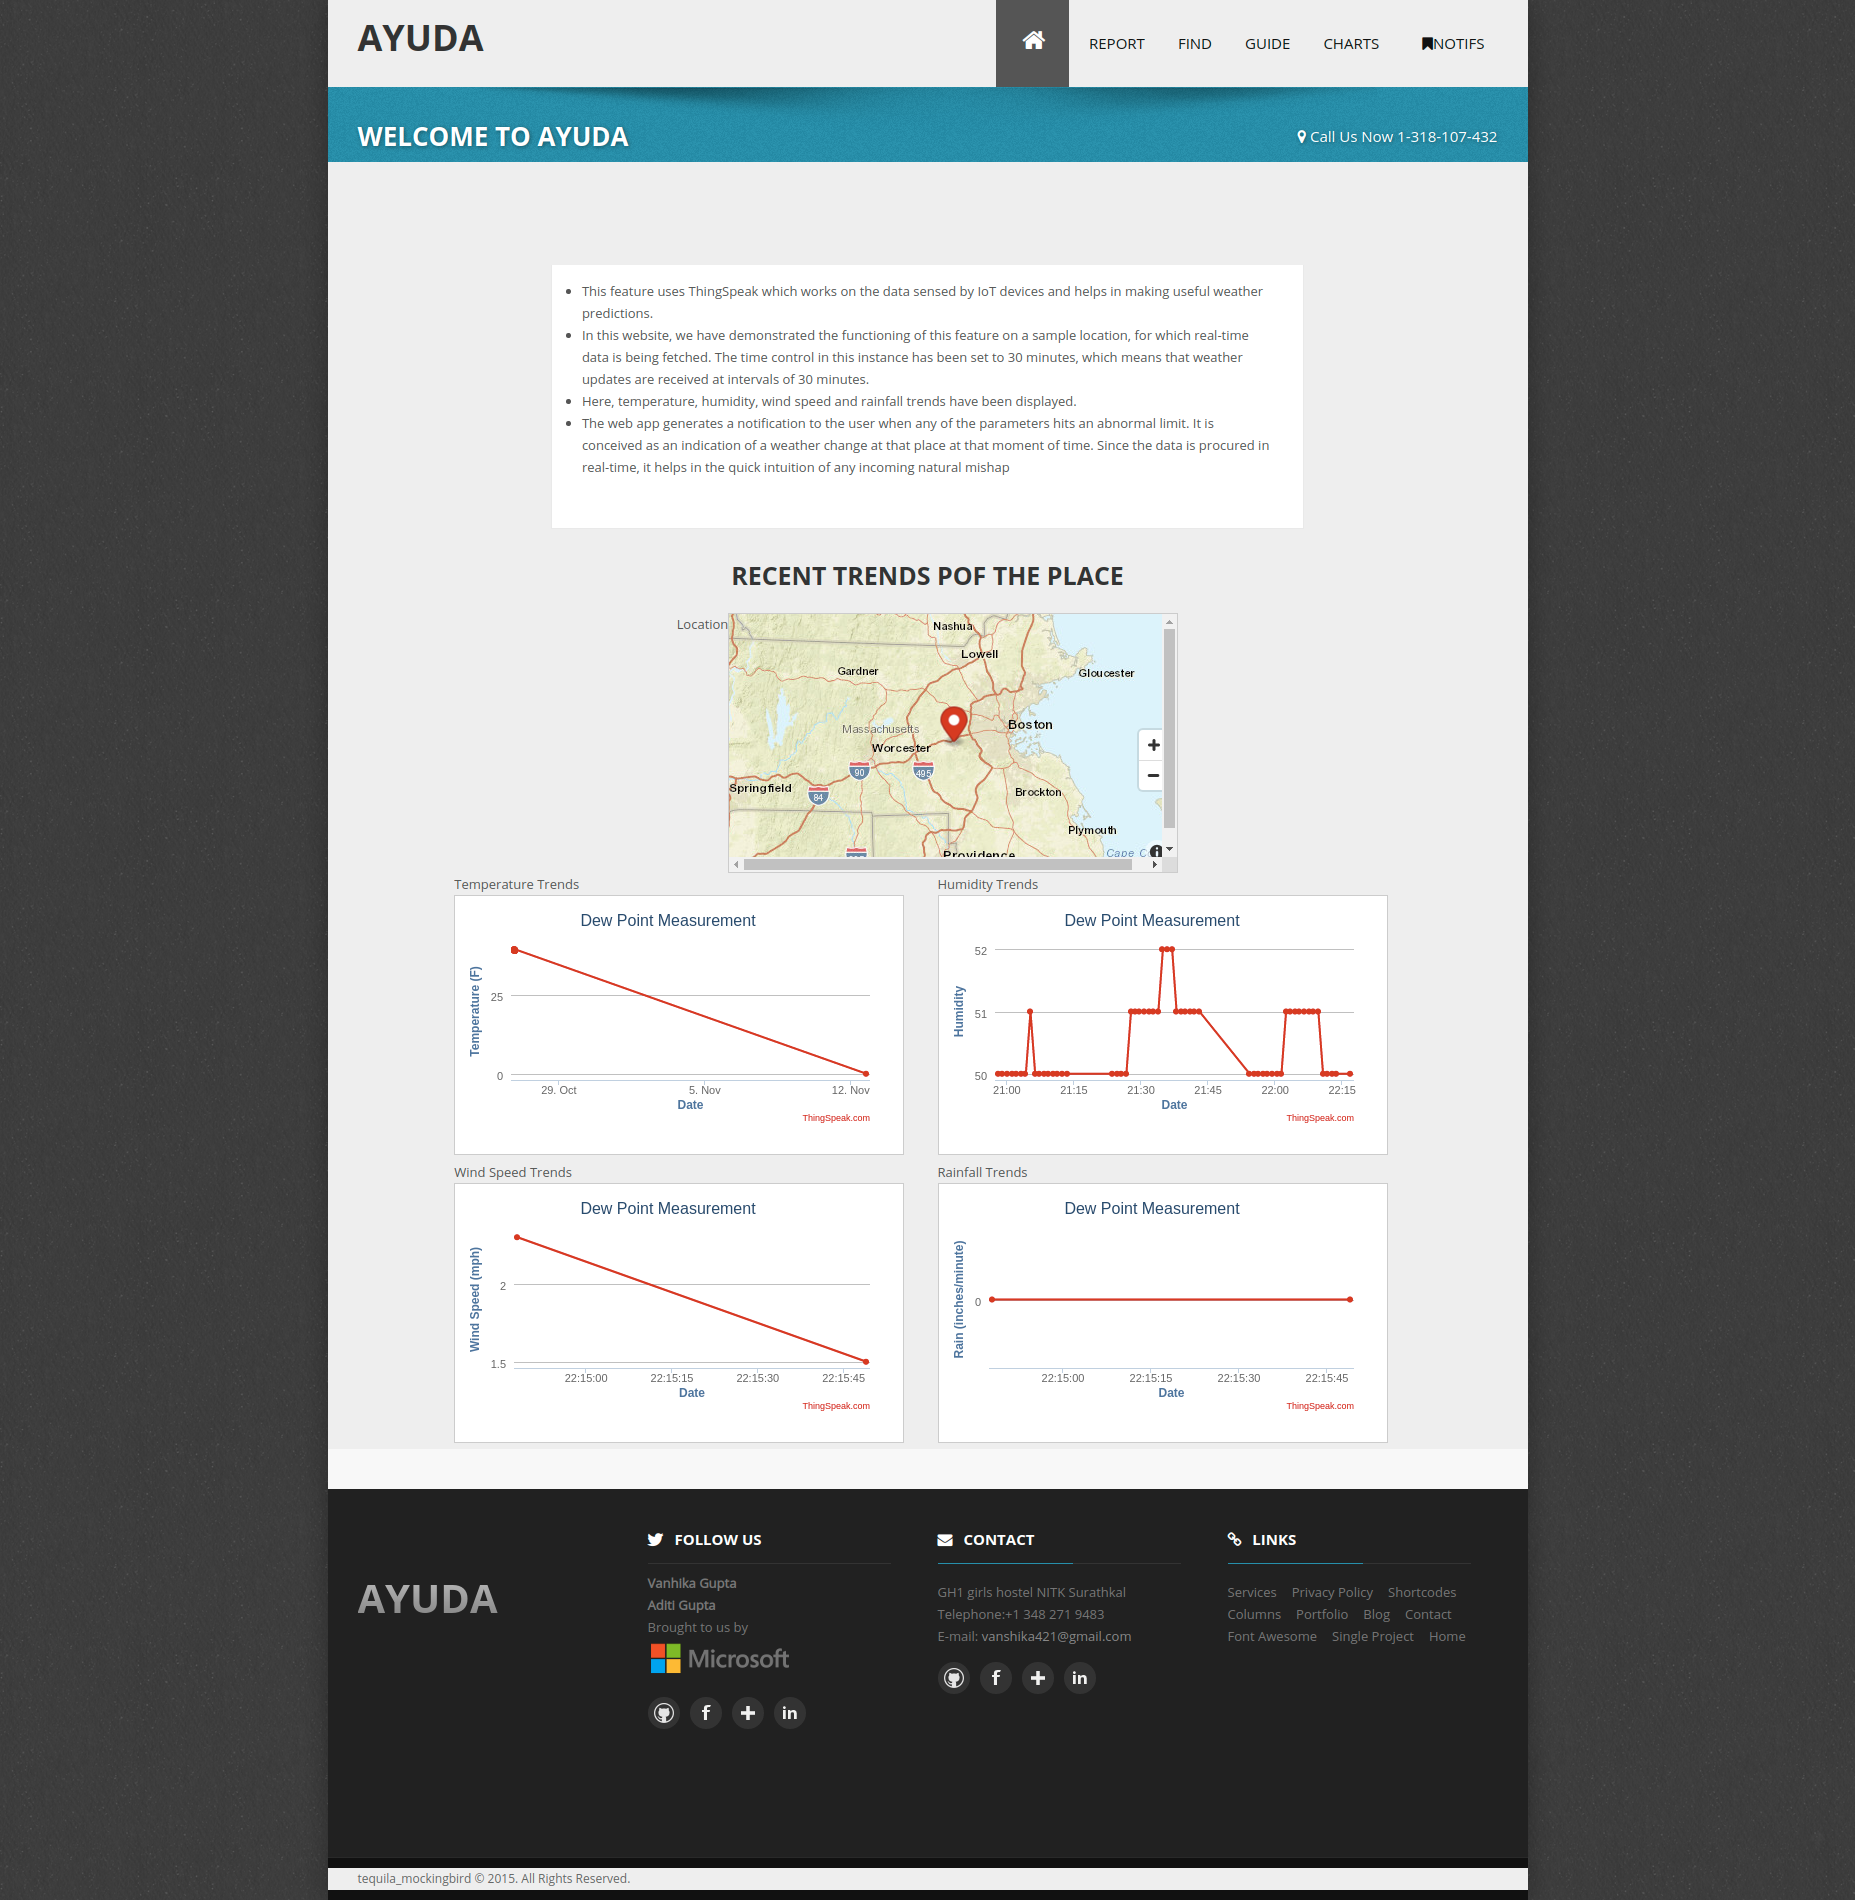 AYUDA
REPORT FIND GUIDE CHARTS NOTIFS
WELCOME TO AYUDA
Call Us Now 1-318-107-432
This feature uses ThingSpeak which works on the data sensed by IoT devices and helps in making useful weather
predictions.
In this website, we have demonstrated the functioning of this feature on a sample location, for which real-time
data is being fetched. The time control in this instance has been set to 30 minutes, which means that weather
updates are received at intervals of 30 minutes.
Here, temperature, humidity, wind speed and rainfall trends have been displayed.
The web app generates a notification to the user when any of the parameters hits an abnormal limit. It is
conceived as an indication of a weather change at that place at that moment of time. Since the data is procured in
real-time, it helps in the quick intuition of any incoming natural mishap
RECENT TRENDS POF THE PLACE
Location
Nashua
Lowell
Gardner
Gloucester
Massachusetts
Boston
Worcester
90
495
Springfield
84
Brockton
Plymouth
Providence
Cape C
Temperature Trends
Dew Point Measurement
Temperature (F)
25
0
29. Oct 5. Nov 12. Nov
Date
ThingSpeak.com
Humidity Trends
Dew Point Measurement
Humidity
52
51
50
21:00 21:15 21:30 21:45 22:00 22:15
Date
ThingSpeak.com
Wind Speed Trends
Dew Point Measurement
Wind Speed (mph)
2
1.5
22:15:00 22:15:15 22:15:30 22:15:45
Date
ThingSpeak.com
Rainfall Trends
Dew Point Measurement
Rain (inches/minute)
0
22:15:00 22:15:15 22:15:30 22:15:45
Date
ThingSpeak.com
AYUDA
FOLLOW US
Vanhika Gupta
Aditi Gupta
Brought to us by
Microsoft
CONTACT
GH1 girls hostel NITK Surathkal
Telephone:+1 348 271 9483
E-mail: vanshika421@gmail.com
LINKS
Services Privacy Policy Shortcodes
Columns Portfolio Blog Contact
Font Awesome Single Project Home
tequila_mockingbird © 2015. All Rights Reserved.